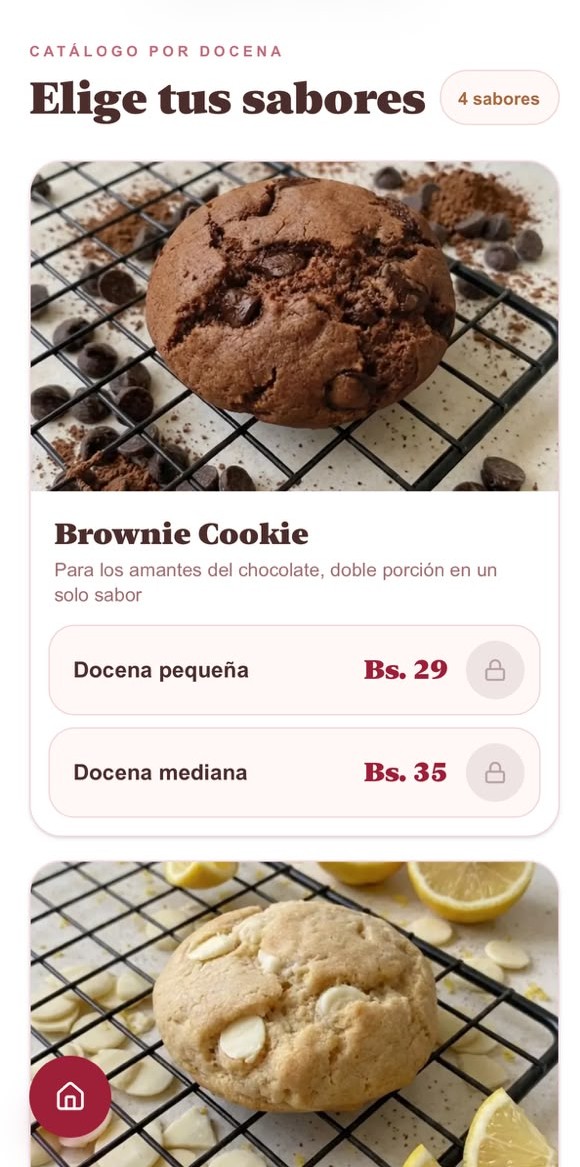 CATÁLOGO POR DOCENA
Elige tus sabores
4 sabores
Brownie Cookie
Para los amantes del chocolate, doble porción en un
solo sabor
Docena pequeña
Bs. 29
Docena mediana
Bs. 35